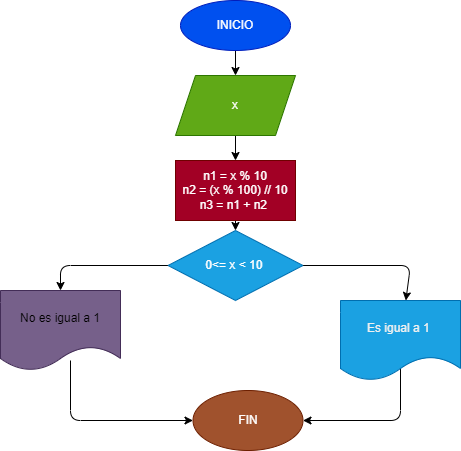 INICIO
x
n1 = x % 10
n2 = (x % 100) // 10
n3 = n1 + n2
0<= x < 10
No es igual a 1
Es igual a 1
FIN